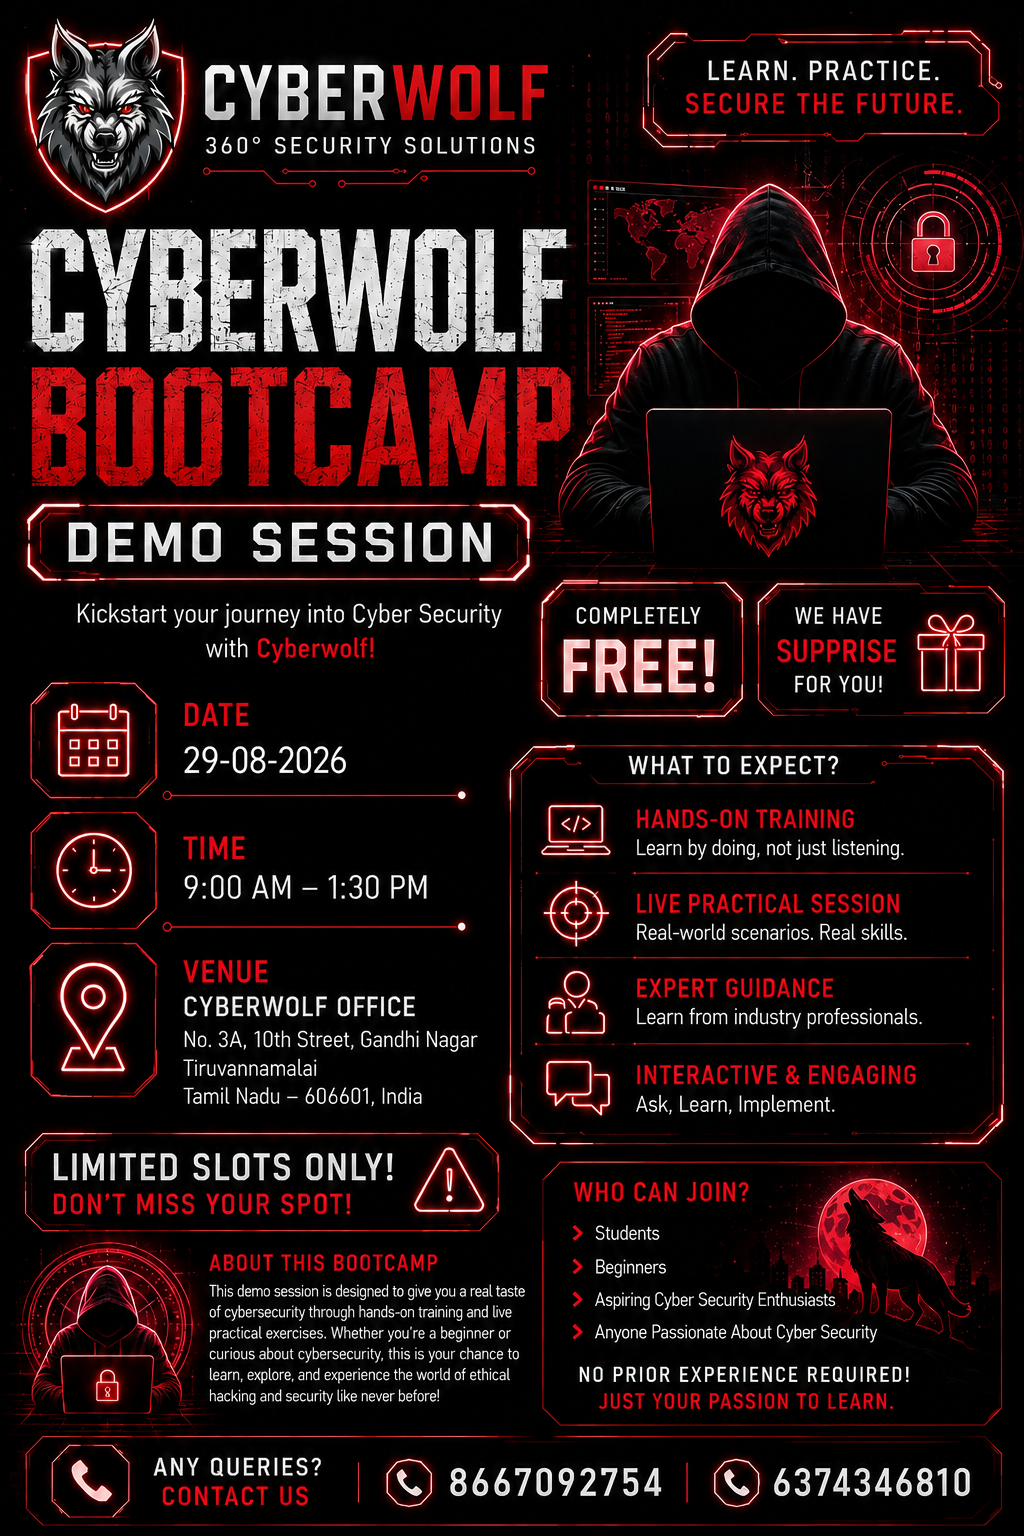 CYBERWOLF
360° SECURITY SOLUTIONS
LEARN. PRACTICE.
SECURE THE FUTURE.
CYBERWOLF
BOOTCAMP
DEMO SESSION
Kickstart your journey into Cyber Security
with Cyberwolf!
COMPLETELY
FREE!
WE HAVE
SUPPRISE
FOR YOU!
DATE
29-08-2026
TIME
9:00 AM – 1:30 PM
VENUE
CYBERWOLF OFFICE
No. 3A, 10th Street, Gandhi Nagar
Tiruvannamalai
Tamil Nadu – 606601, India
WHAT TO EXPECT?
HANDS-ON TRAINING
Learn by doing, not just listening.
LIVE PRACTICAL SESSION
Real-world scenarios. Real skills.
EXPERT GUIDANCE
Learn from industry professionals.
INTERACTIVE & ENGAGING
Ask, Learn, Implement.
LIMITED SLOTS ONLY!
DON'T MISS YOUR SPOT!
ABOUT THIS BOOTCAMP
This demo session is designed to give you a real taste
of cybersecurity through hands-on training and live
practical exercises. Whether you're a beginner or
curious about cybersecurity, this is your chance to
learn, explore, and experience the world of ethical
hacking and security like never before!
WHO CAN JOIN?
Students
Beginners
Aspiring Cyber Security Enthusiasts
Anyone Passionate About Cyber Security
NO PRIOR EXPERIENCE REQUIRED!
JUST YOUR PASSION TO LEARN.
ANY QUERIES?
CONTACT US
8667092754
6374346810